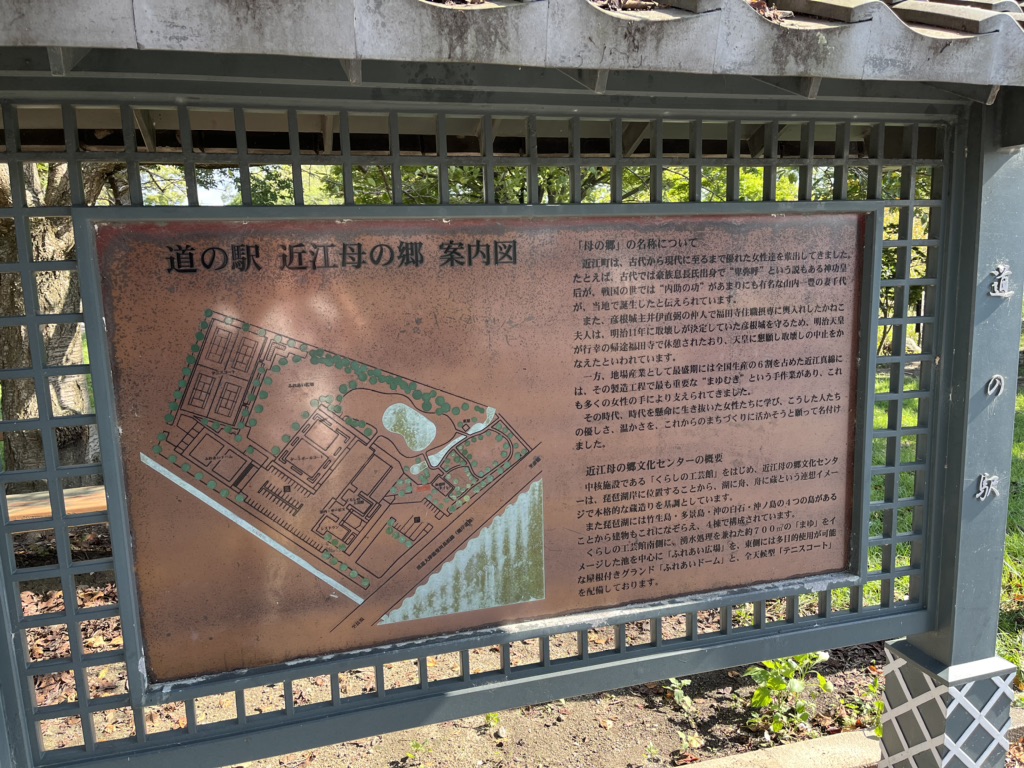 道の駅 近江母の郷 案内図
「母の郷」の名称について
近江町は、古代から現代に至るまで優れた女性達を輩出してきました。
たとえば、古代では豪族息長氏出身で"卑弥呼"という説もある神功皇
后が、戦国の世では"内助の功"があまりにも有名な山内一豊の妻千代
が、当地で誕生したと伝えられています。
また、彦根城主井伊直弼の仲人で福田寺住職摂専に輿入れしたかねこ
夫人は、明治11年に取壊しが決定していた彦根城を守るため、明治天皇
が行幸の帰途福田寺で休憩されたおり、天皇に懇願し取壊しの中止をか
なえたといわれています。
一方、地場産業として最盛期には全国生産の6割を占めた近江真綿に
は、その製造工程で最も重要な"まゆむき"という手作業があり、これ
も多くの女性の手により支えられてきました。
その時代、時代を懸命に生き抜いた女性たちに学び、こうした人たち
の優しさ、温かさを、これからのまちづくりに活かそうと願って名付け
ました。
近江母の郷文化センターの概要
中核施設である「くらしの工芸館」をはじめ、近江母の郷文化センタ
ーは、琵琶湖岸に位置することから、湖に舟、舟に蔵という連想イメー
ジで本格的な蔵造りを基調としています。
また琵琶湖には竹生島・多景島・沖の白石・沖ノ島の4つの島がある
ことから建物もこれになぞらえ、4棟で構成されています。
くらしの工芸館南側に、湧水処理を兼ねた約700㎡の「まゆ」をイ
メージした池を中心に「ふれあい広場」を、東側には多目的使用が可能
な屋根付きグランド「ふれあいドーム」と、全天候型「テニスコート」
を配備しております。
道の駅